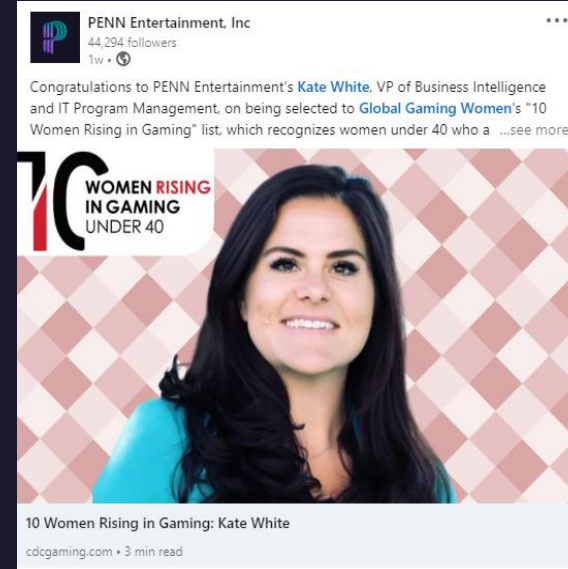 PENN Entertainment, Inc
44,294 followers
1w •
Congratulations to PENN Entertainment's Kate White, VP of Business Intelligence
and IT Program Management, on being selected to Global Gaming Women's "10
Women Rising in Gaming" list, which recognizes women under 40 who a ...see more
10
WOMEN RISING
IN GAMING
UNDER 40
10 Women Rising in Gaming: Kate White
cdcgaming.com • 3 min read